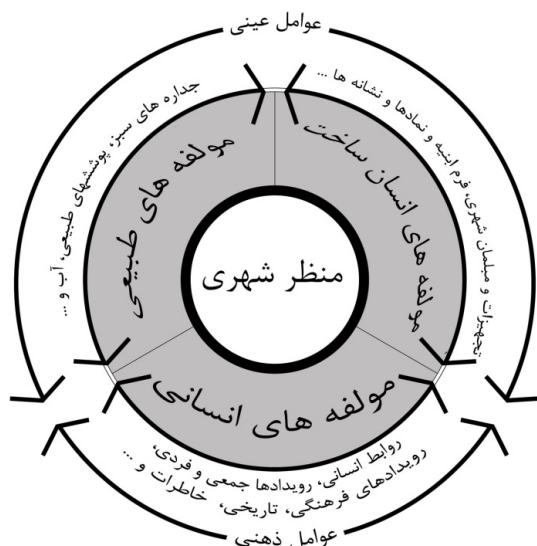 عوامل عینی
تجهیزات و مبلمان شهری، فرم ابنیه و نمادها و نشانه ها ...
جداره های سبز، پوششهای طبیعی، آب و ...
مولفه های انسان ساخت
مولفه های طبیعی
منظر شهری
مولفه های انسانی
روابط انسانی، رویدادها جمعی و فردی،
رویدادهای فرهنگی، تاریخی، خاطرات و ...
عوامل ذهنی